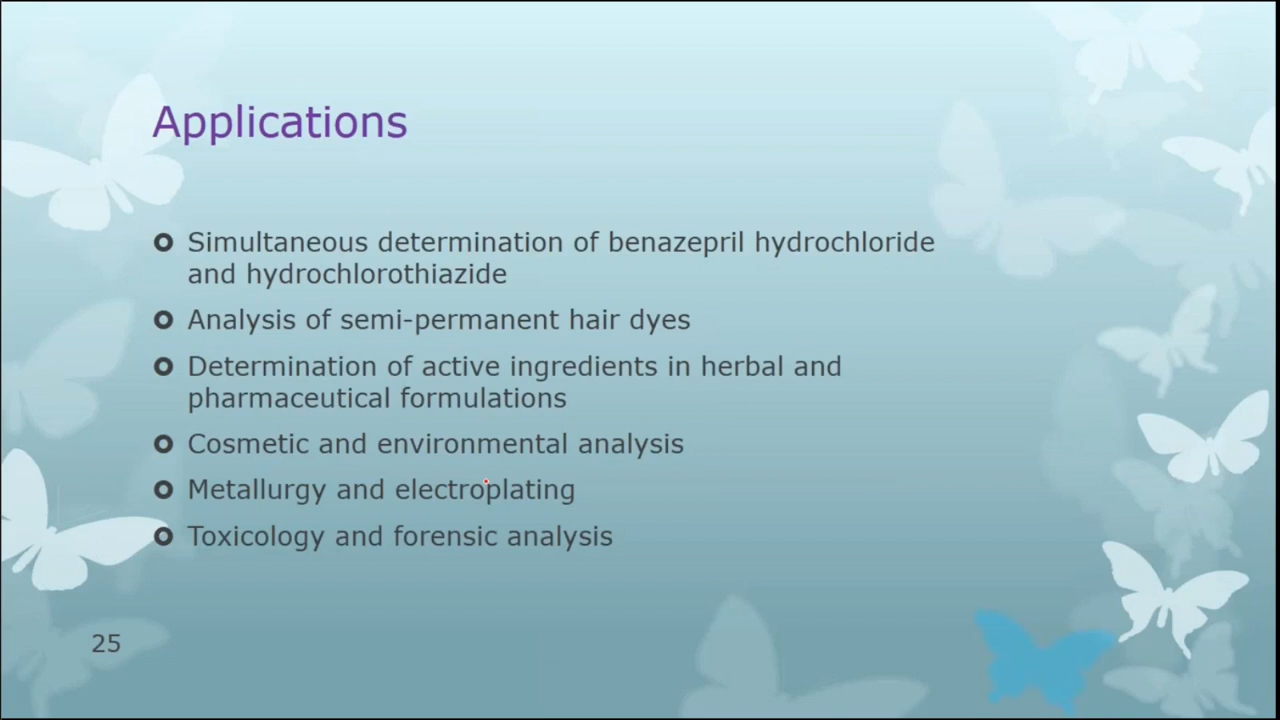 Applications
Simultaneous determination of benazepril hydrochloride
and hydrochlorothiazide
Analysis of semi-permanent hair dyes
Determination of active ingredients in herbal and
pharmaceutical formulations
Cosmetic and environmental analysis
Metallurgy and electroplating
Toxicology and forensic analysis
25